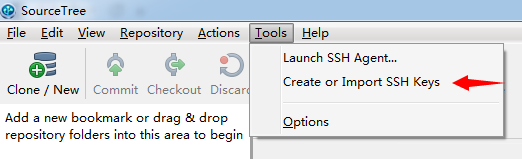 SourceTree
File Edit View Repository Actions Tools Help
Clone / New Commit Checkout Discard
Launch SSH Agent...
Create or Import SSH Keys
Options
Add a new bookmark or drag & drop
repository folders into this area to begin